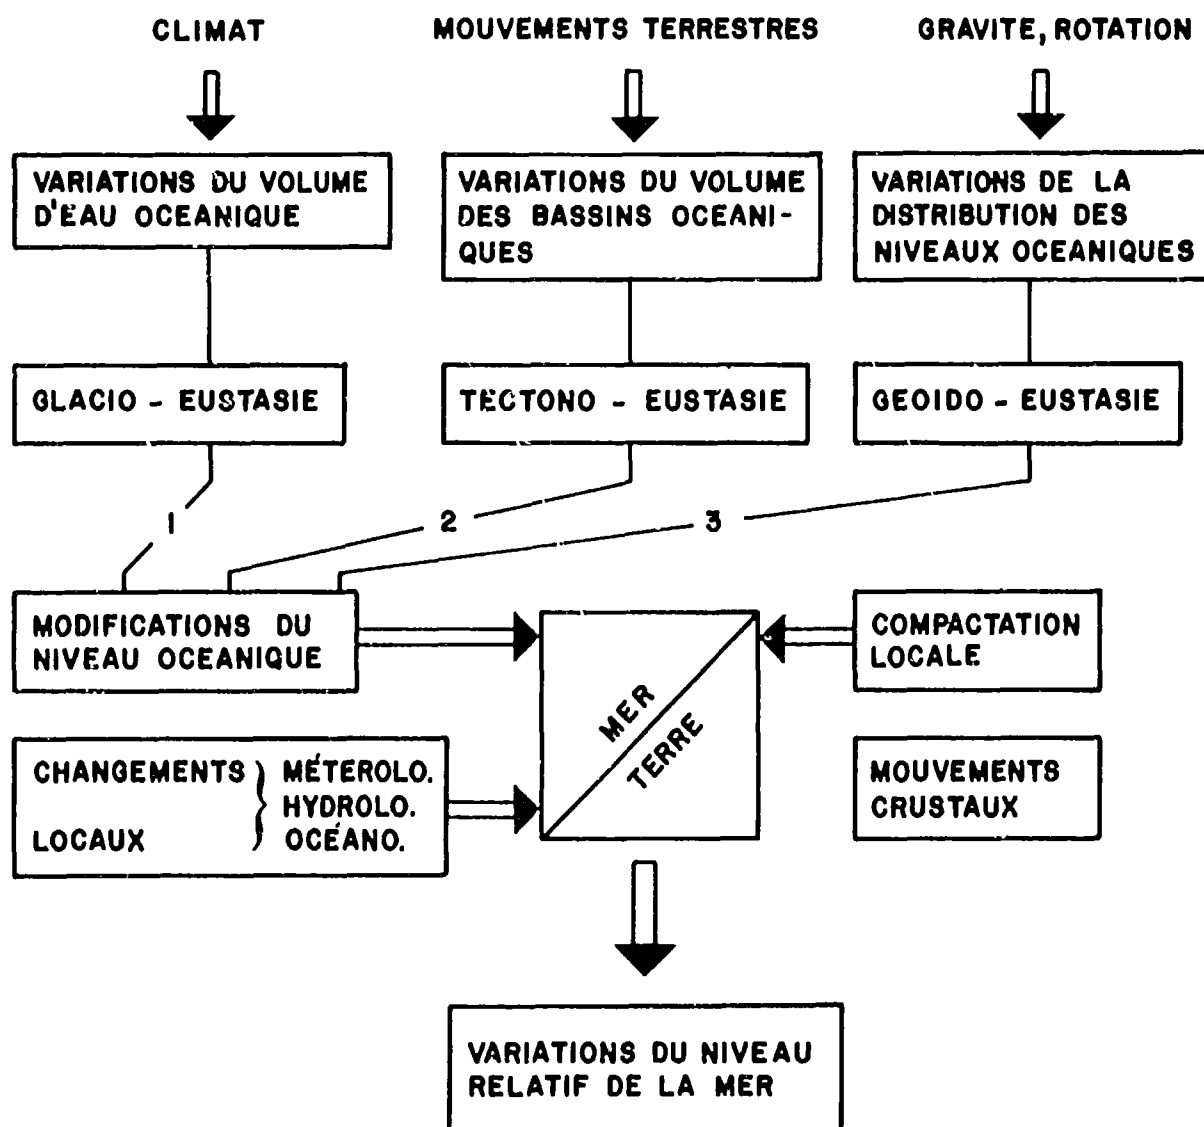 CLIMAT
MOUVEMENTS TERRESTRES
GRAVITE, ROTATION
VARIATIONS DU VOLUME
D'EAU OCEANIQUE
VARIATIONS DU VOLUME
DES BASSINS OCEANI-
QUES
VARIATIONS DE LA
DISTRIBUTION DES
NIVEAUX OCEANIQUES
GLACIO - EUSTASIE
TECTONO - EUSTASIE
GEOIDO - EUSTASIE
1
2
3
MODIFICATIONS DU
NIVEAU OCEANIQUE
MER
TERRE
COMPACTATION
LOCALE
CHANGEMENTS
LOCAUX
MÉTEROLO.
HYDROLO.
OCÉANO.
MOUVEMENTS
CRUSTAUX
VARIATIONS DU NIVEAU
RELATIF DE LA MER